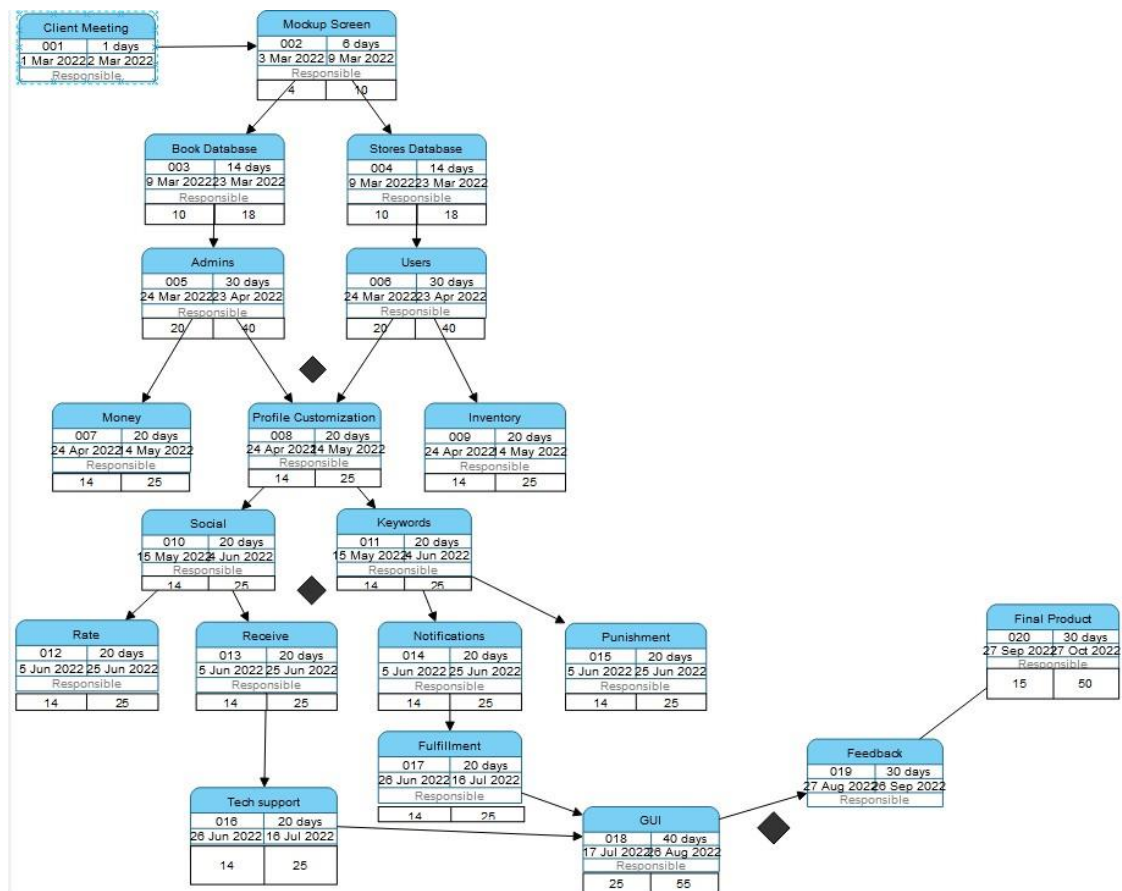 Client Meeting
001 1 days
1 Mar 2022 2 Mar 2022
Responsible
Mockup Screen
002 6 days
3 Mar 2022 9 Mar 2022
Responsible
4 10
Book Database
003 14 days
9 Mar 2022 23 Mar 2022
Responsible
10 18
Stores Database
004 14 days
9 Mar 2022 23 Mar 2022
Responsible
10 18
Admins
005 30 days
24 Mar 2022 23 Apr 2022
Responsible
20 40
Users
006 30 days
24 Mar 2022 23 Apr 2022
Responsible
20 40
Money
007 20 days
24 Apr 2022 14 May 2022
Responsible
14 25
Profile Customization
008 20 days
24 Apr 2022 14 May 2022
Responsible
14 25
Inventory
009 20 days
24 Apr 2022 14 May 2022
Responsible
14 25
Social
010 20 days
15 May 2022 4 Jun 2022
Responsible
14 25
Keywords
011 20 days
15 May 2022 4 Jun 2022
Responsible
14 25
Rate
012 20 days
5 Jun 2022 25 Jun 2022
Responsible
14 25
Receive
013 20 days
5 Jun 2022 25 Jun 2022
Responsible
14 25
Notifications
014 20 days
5 Jun 2022 25 Jun 2022
Responsible
14 25
Punishment
015 20 days
5 Jun 2022 25 Jun 2022
Responsible
14 25
Final Product
020 30 days
27 Sep 2022 27 Oct 2022
Responsible
15 50
Fulfillment
017 20 days
26 Jun 2022 16 Jul 2022
Responsible
14 25
Feedback
019 30 days
27 Aug 2022 26 Sep 2022
Responsible
Tech support
016 20 days
26 Jun 2022 16 Jul 2022
14 25
GUI
018 40 days
17 Jul 2022 26 Aug 2022
Responsible
25 55